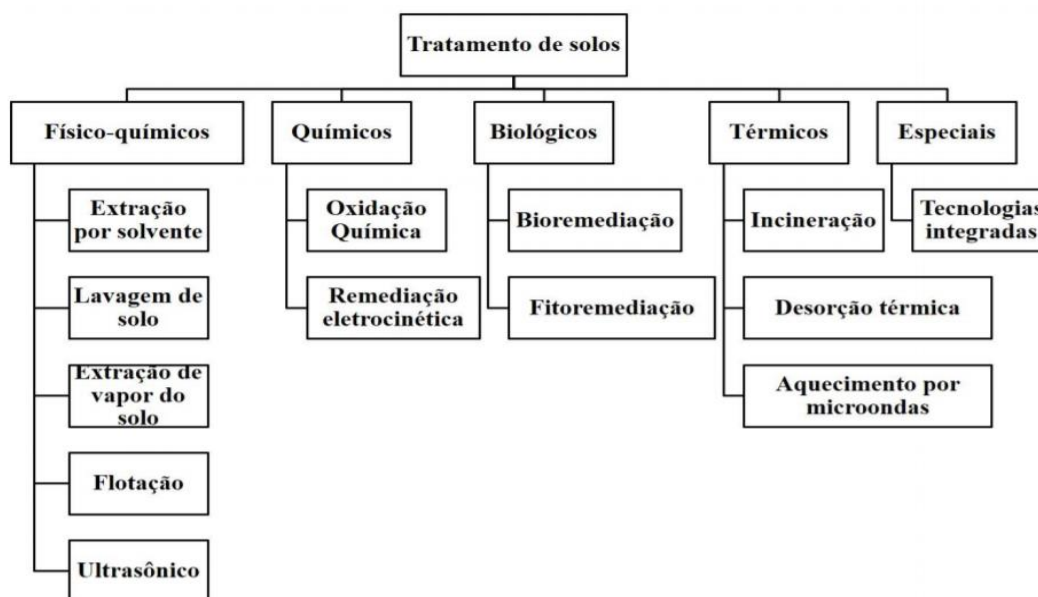 Tratamento de solos
Físico-químicos
Químicos
Biológicos
Térmicos
Especiais
Extração
por solvente
Lavagem de
solo
Extração de
vapor do
solo
Flotação
Ultrasônico
Oxidação
Química
Remediação
eletrocinética
Bioremediação
Fitoremediação
Incineração
Desorção térmica
Aquecimento por
microondas
Tecnologias
integradas